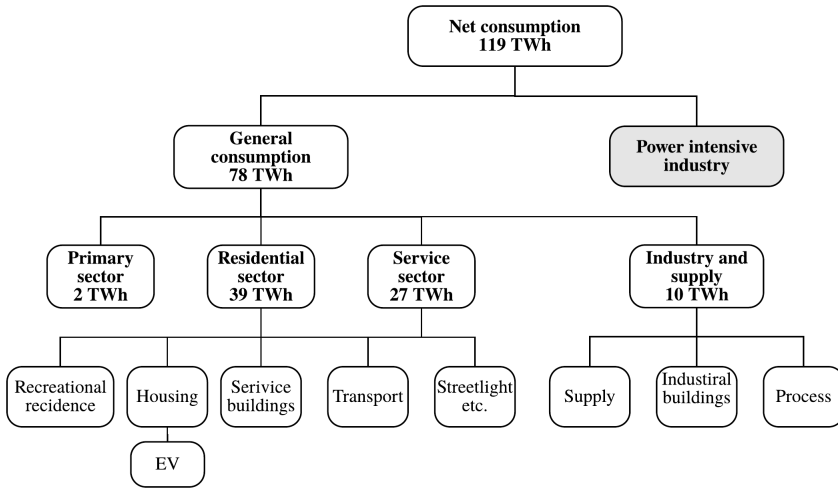 Net consumption
119 TWh
General
consumption
78 TWh
Power intensive
industry
Primary
sector
2 TWh
Residential
sector
39 TWh
Service
sector
27 TWh
Industry and
supply
10 TWh
Recreational
recidence
Housing
Serivice
buildings
Transport
Streetlight
etc.
Supply
Industiral
buildings
Process
EV